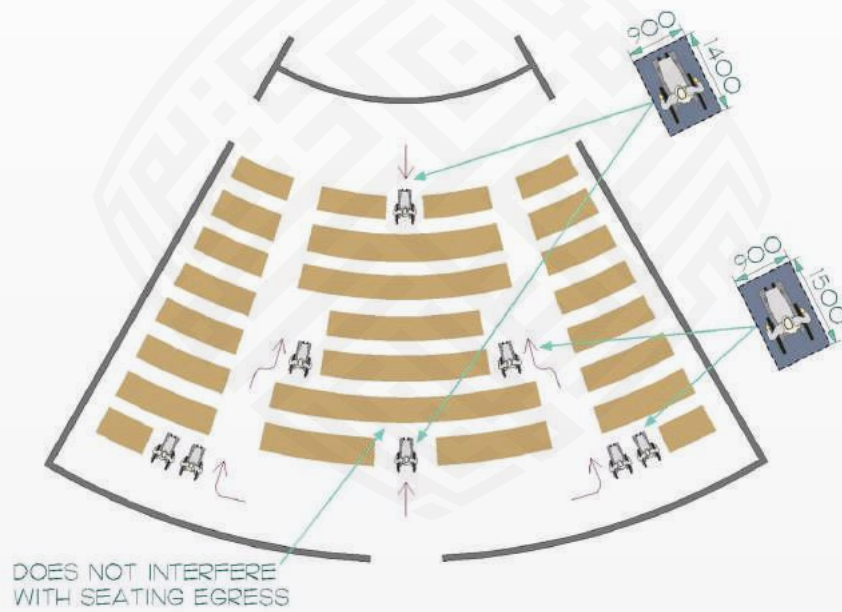 900
1400
900
1500
DOES NOT INTERFERE
WITH SEATING EGRESS